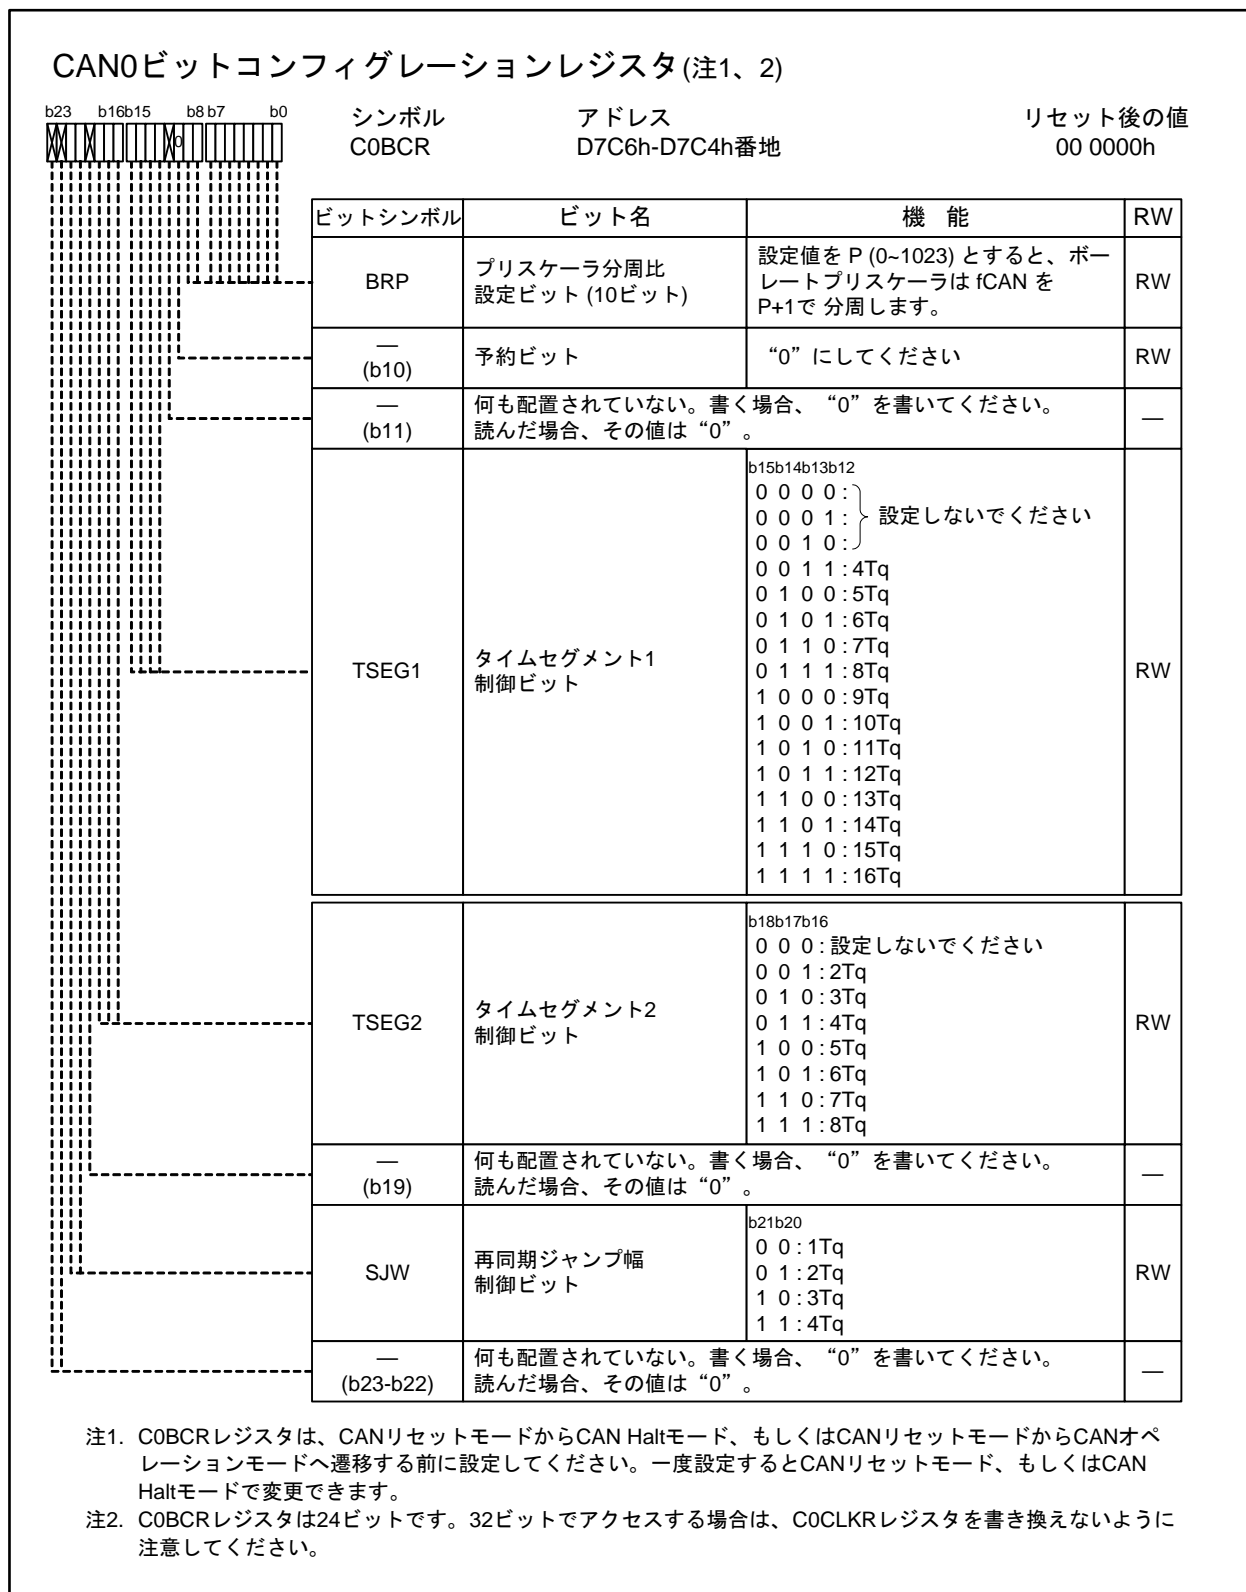 CAN0ビットコンフィグレーションレジスタ(注1、2)
b23 b16b15 b8 b7 b0
0
シンボル アドレス リセット後の値
C0BCR D7C6h-D7C4h番地 00 0000h
ビットシンボル ビット名 機 能 RW
BRP
プリスケーラ分周比
設定ビット (10ビット)
設定値を P (0~1023) とすると、ボー
レートプリスケーラは fCAN を
P+1で 分周します。
RW
—
(b10)
予約ビット
“0”にしてください
RW
—
(b11)
何も配置されていない。書く場合、“0”を書いてください。
読んだ場合、その値は“0”。
—
TSEG1
タイムセグメント1
制御ビット
b15b14b13b12
0 0 0 0 :
0 0 0 1 : 設定しないでください
0 0 1 0 :
0 0 1 1 : 4Tq
0 1 0 0 : 5Tq
0 1 0 1 : 6Tq
0 1 1 0 : 7Tq
0 1 1 1 : 8Tq
1 0 0 0 : 9Tq
1 0 0 1 : 10Tq
1 0 1 0 : 11Tq
1 0 1 1 : 12Tq
1 1 0 0 : 13Tq
1 1 0 1 : 14Tq
1 1 1 0 : 15Tq
1 1 1 1 : 16Tq
RW
TSEG2
タイムセグメント2
制御ビット
b18b17b16
0 0 0 : 設定しないでください
0 0 1 : 2Tq
0 1 0 : 3Tq
0 1 1 : 4Tq
1 0 0 : 5Tq
1 0 1 : 6Tq
1 1 0 : 7Tq
1 1 1 : 8Tq
RW
—
(b19)
何も配置されていない。書く場合、“0”を書いてください。
読んだ場合、その値は“0”。
—
SJW
再同期ジャンプ幅
制御ビット
b21b20
0 0 : 1Tq
0 1 : 2Tq
1 0 : 3Tq
1 1 : 4Tq
RW
—
(b23-b22)
何も配置されていない。書く場合、“0”を書いてください。
読んだ場合、その値は“0”。
—
注1. C0BCRレジスタは、CANリセットモードからCAN Haltモード、もしくはCANリセットモードからCANオペ
レーションモードへ遷移する前に設定してください。一度設定するとCANリセットモード、もしくはCAN
Haltモードで変更できます。
注2. C0BCRレジスタは24ビットです。32ビットでアクセスする場合は、C0CLKRレジスタを書き換えないように
注意してください。